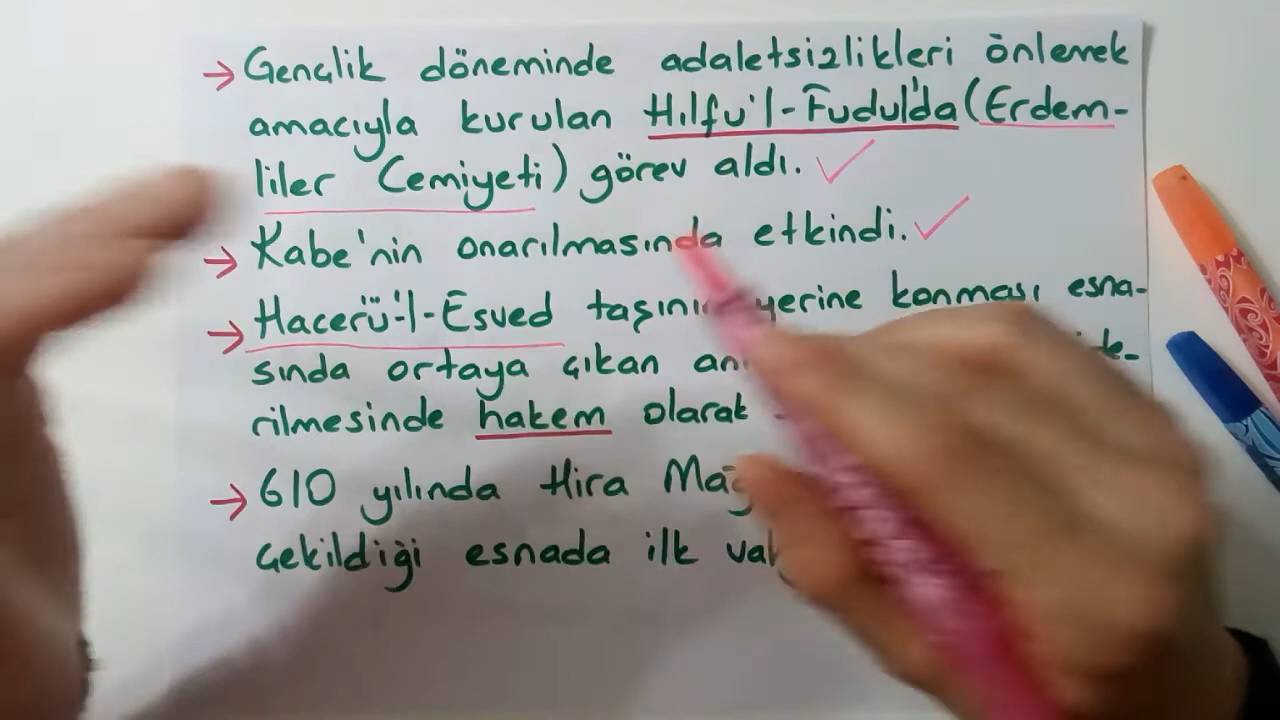 → Gençlik döneminde adaletsizlikleri önlemek
amacıyla kurulan Hılfu'l-Fudul'da (Erdem-
liler Cemiyeti) görev aldı. ✓
→ Kabe'nin onarılmasında etkindi. ✓
→ Hacerü'l-Esved taşının yerine konması esna-
sında ortaya çıkan
rilmesinde hakem olarak
→ 610 yılında Hira
çekildiği esnada ilk